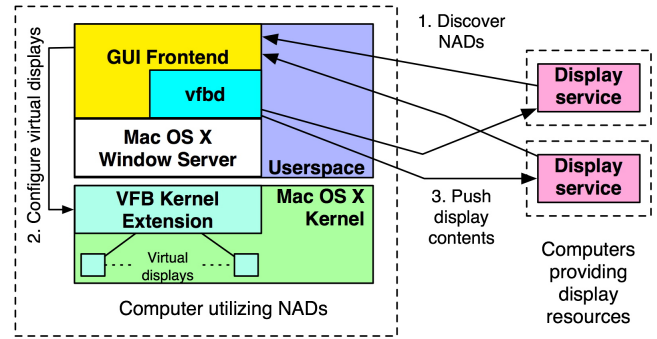 1. Discover
NADs
2. Configure virtual displays
GUI Frontend
vfbd
Mac OS X
Window Server
Userspace
VFB Kernel
Extension
Mac OS X
Kernel
Virtual
displays
Computer utilizing NADs
Display
service
Display
service
3. Push
display
contents
Computers
providing
display
resources